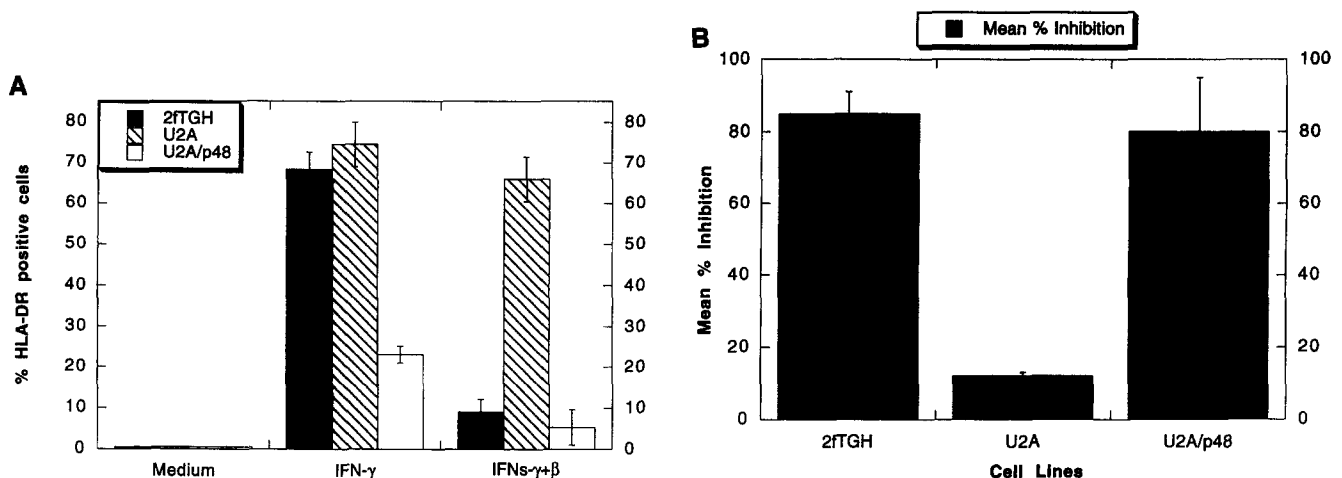 A
2fTGH
U2A
U2A/p48
% HLA-DR positive cells
80
70
60
50
40
30
20
10
0
80
70
60
50
40
30
20
10
0
Medium IFN-γ IFNs-γ+β
B
Mean % Inhibition
Mean % Inhibition
100
80
60
40
20
0
100
80
60
40
20
0
2fTGH U2A U2A/p48
Cell Lines